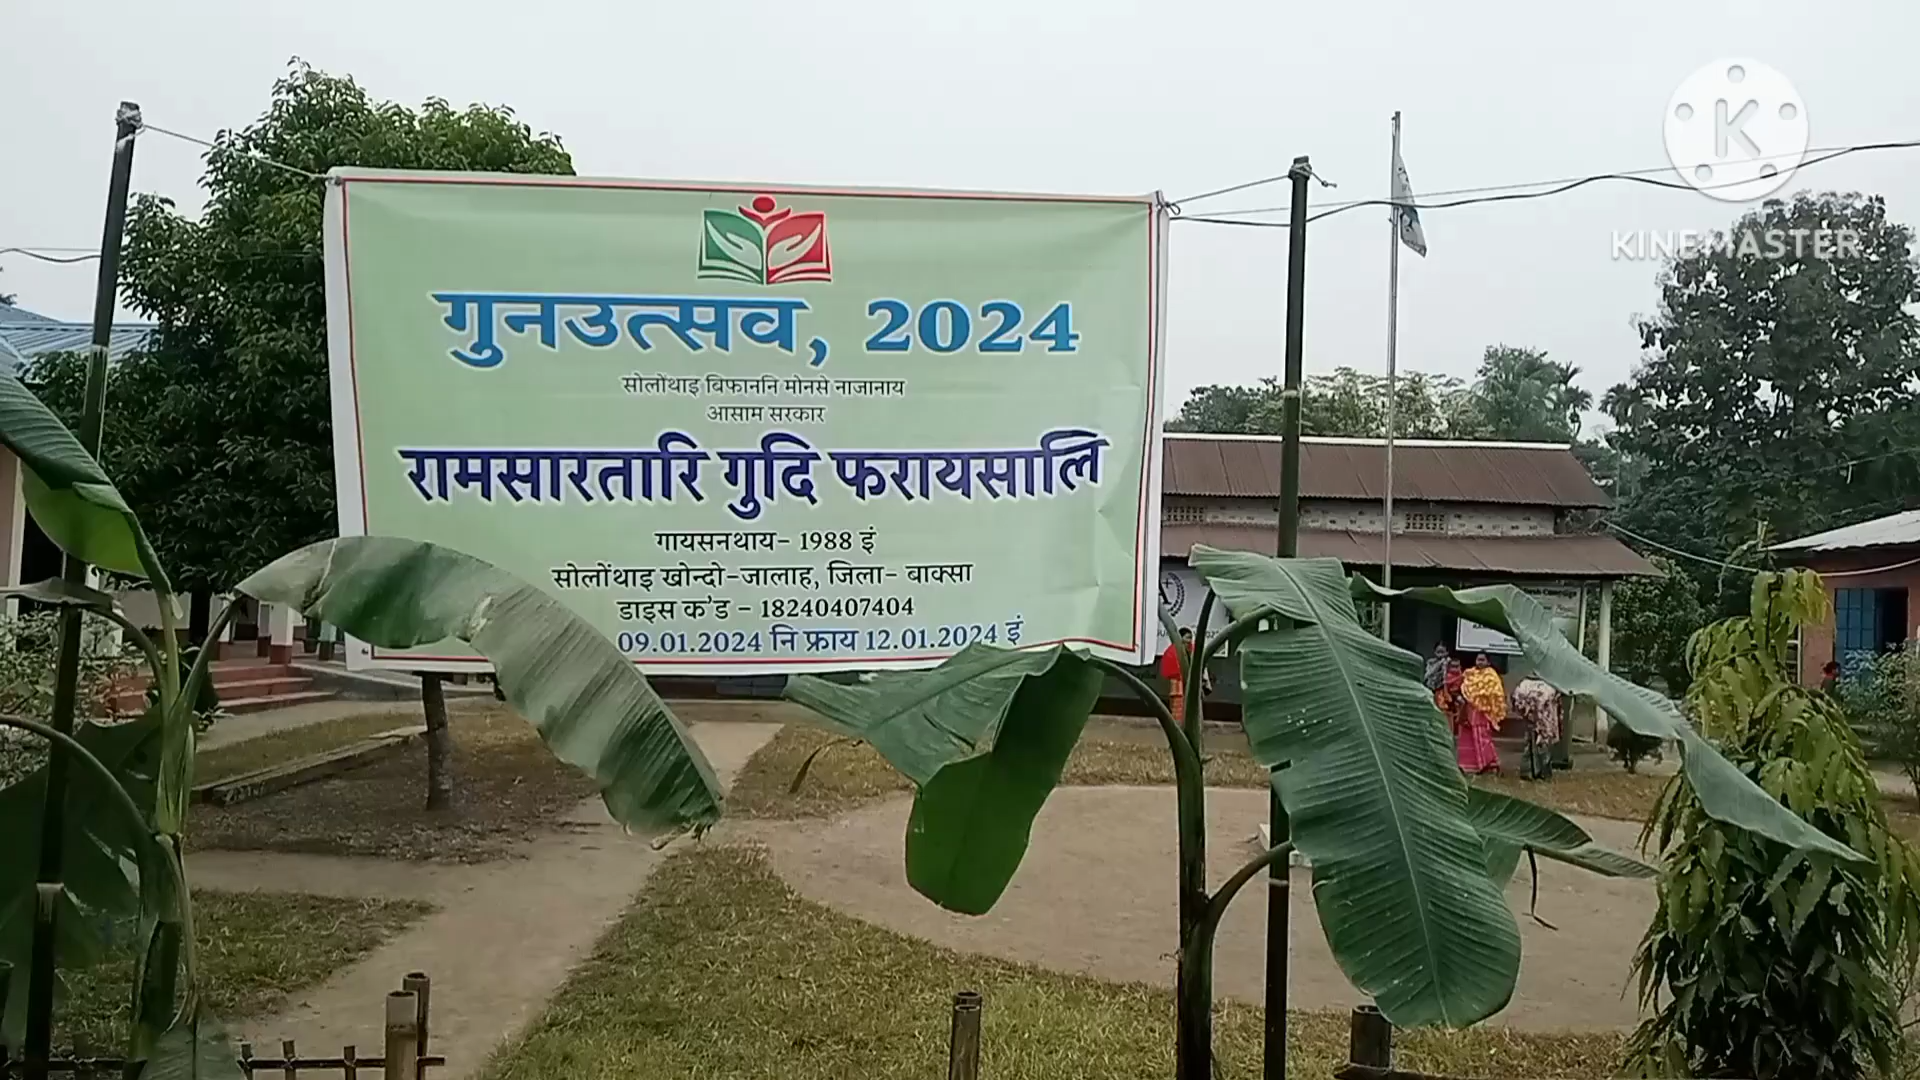 गुनउत्सव, 2024
सोलोंथाइ बिफाननि मोनसे नाजानाय
आसाम सरकार
रामसारतारि गुदि फरायसालि
गायसनथाय- 1988 इं
सोलोंथाइ खोन्दो-जालाह, जिला- बाक्सा
डाइस क'ड - 18240407404
09.01.2024 नि फ्राय 12.01.2024 इं
K
KINEMASTER